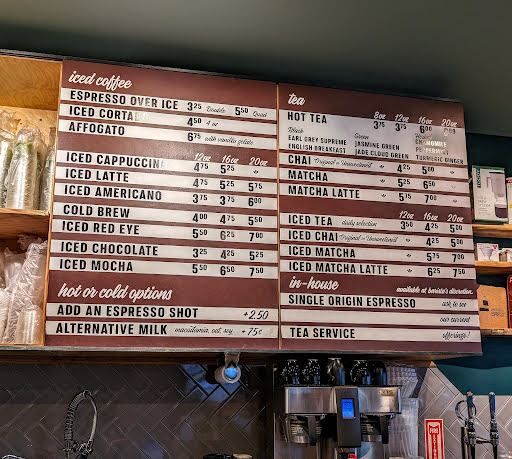 iced coffee
ESPRESSO OVER ICE 3.25 Double 5.50 Quad
ICED CORTADO 4.50 4 oz
AFFOGATO 6.75 with vanilla gelato
12oz 16oz 20oz
ICED CAPPUCCINO 4.75 5.25
ICED LATTE 4.75 5.25 5.75
ICED AMERICANO 3.75 3.75 6.00
COLD BREW 4.00 4.75 5.50
ICED RED EYE 5.50 6.25 7.00
ICED CHOCOLATE 3.25 4.25 5.25
ICED MOCHA 5.50 6.50 7.50
hot or cold options
ADD AN ESPRESSO SHOT +2.50
ALTERNATIVE MILK macadamia, oat, soy +75¢
tea
8oz 12oz 16oz 20oz
HOT TEA 3.75 3.75 6.00
Black Green
EARL GREY SUPREME JASMINE GREEN CHAMOMILE
ENGLISH BREAKFAST JADE CLOUD GREEN PEPPERMINT
TURMERIC GINGER
CHAI Original or Unsweetened 4.25 5.00
MATCHA 5.25 6.50
MATCHA LATTE 5.75 7.00
12oz 16oz 20oz
ICED TEA daily selection 3.50 4.25 5.00
ICED CHAI Original or Unsweetened 4.25 5.00
ICED MATCHA 5.25 6.50
ICED MATCHA LATTE 6.25 7.50
in-house available at barista's discretion
SINGLE ORIGIN ESPRESSO ask to see
our current
TEA SERVICE offerings!